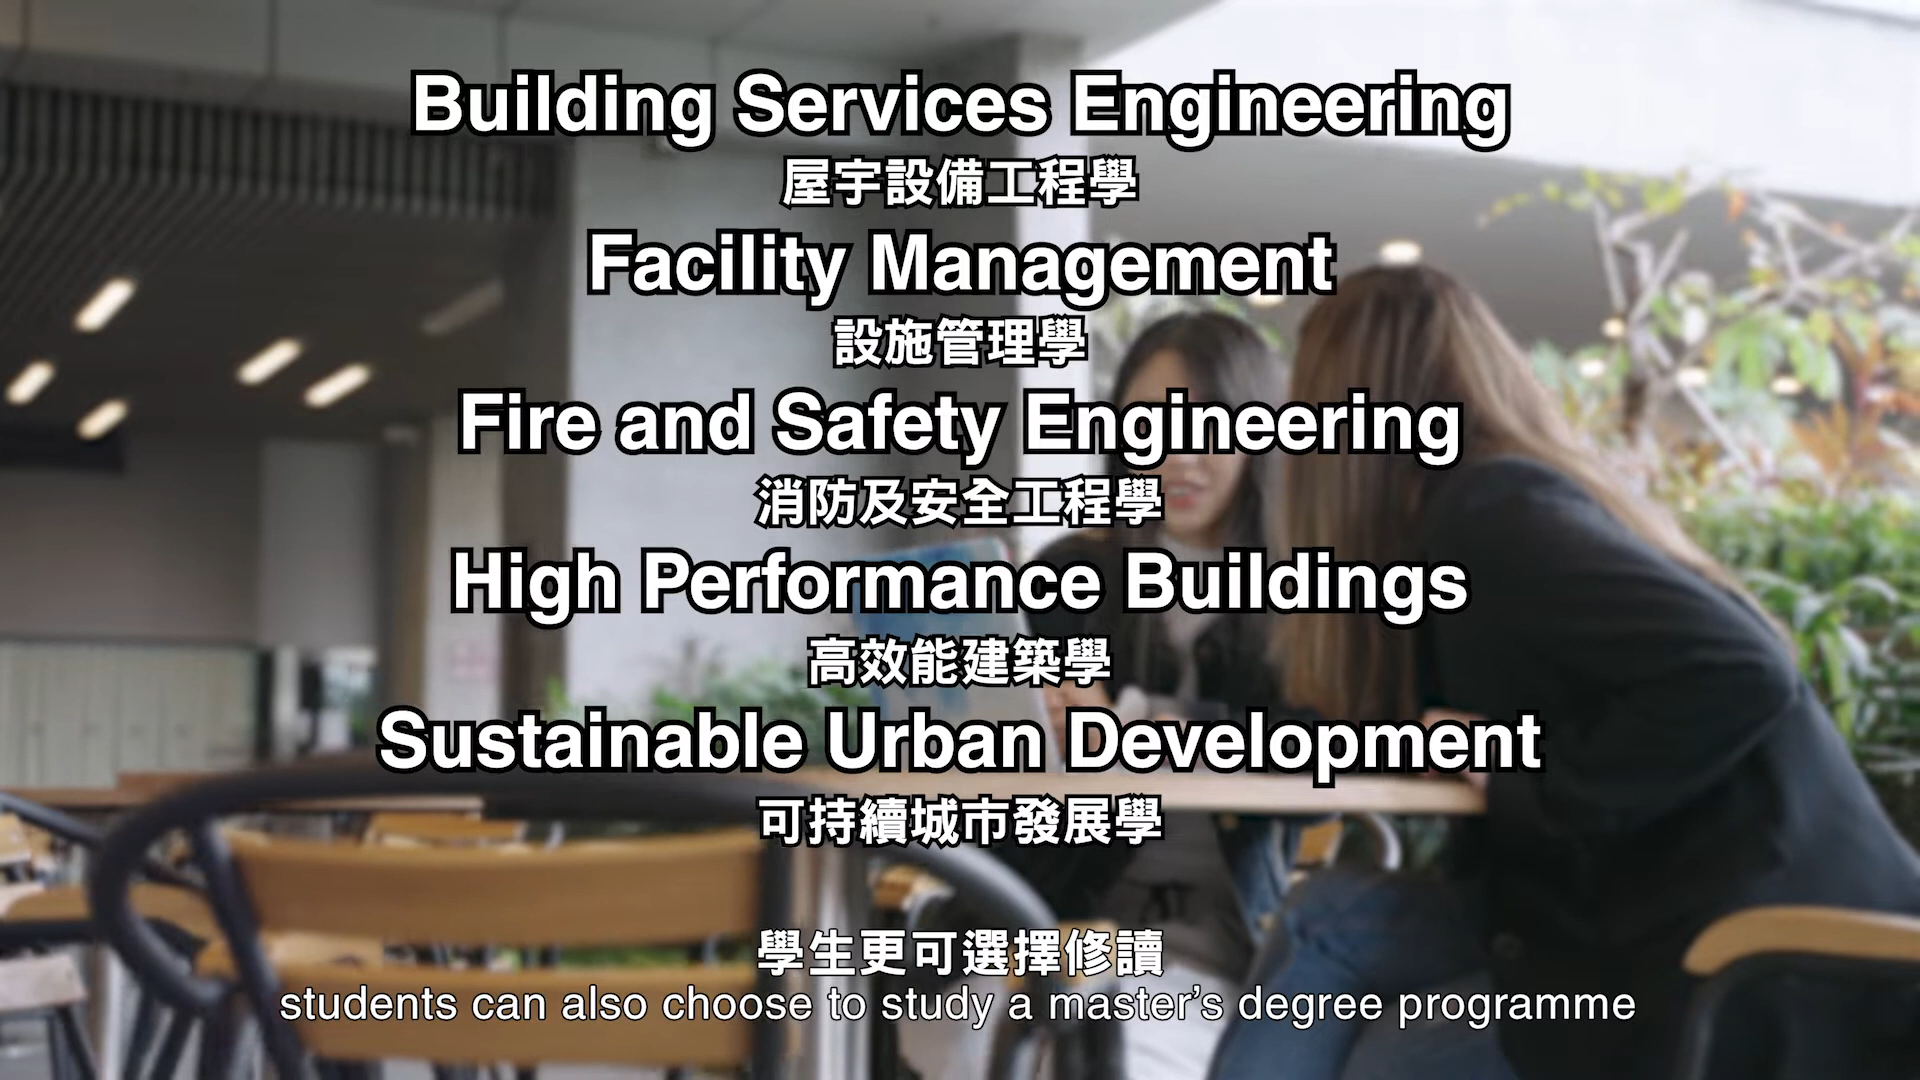 Building Services Engineering
屋宇設備工程學
Facility Management
設施管理學
Fire and Safety Engineering
消防及安全工程學
High Performance Buildings
高效能建築學
Sustainable Urban Development
可持續城市發展學
學生更可選擇修讀
students can also choose to study a master’s degree programme